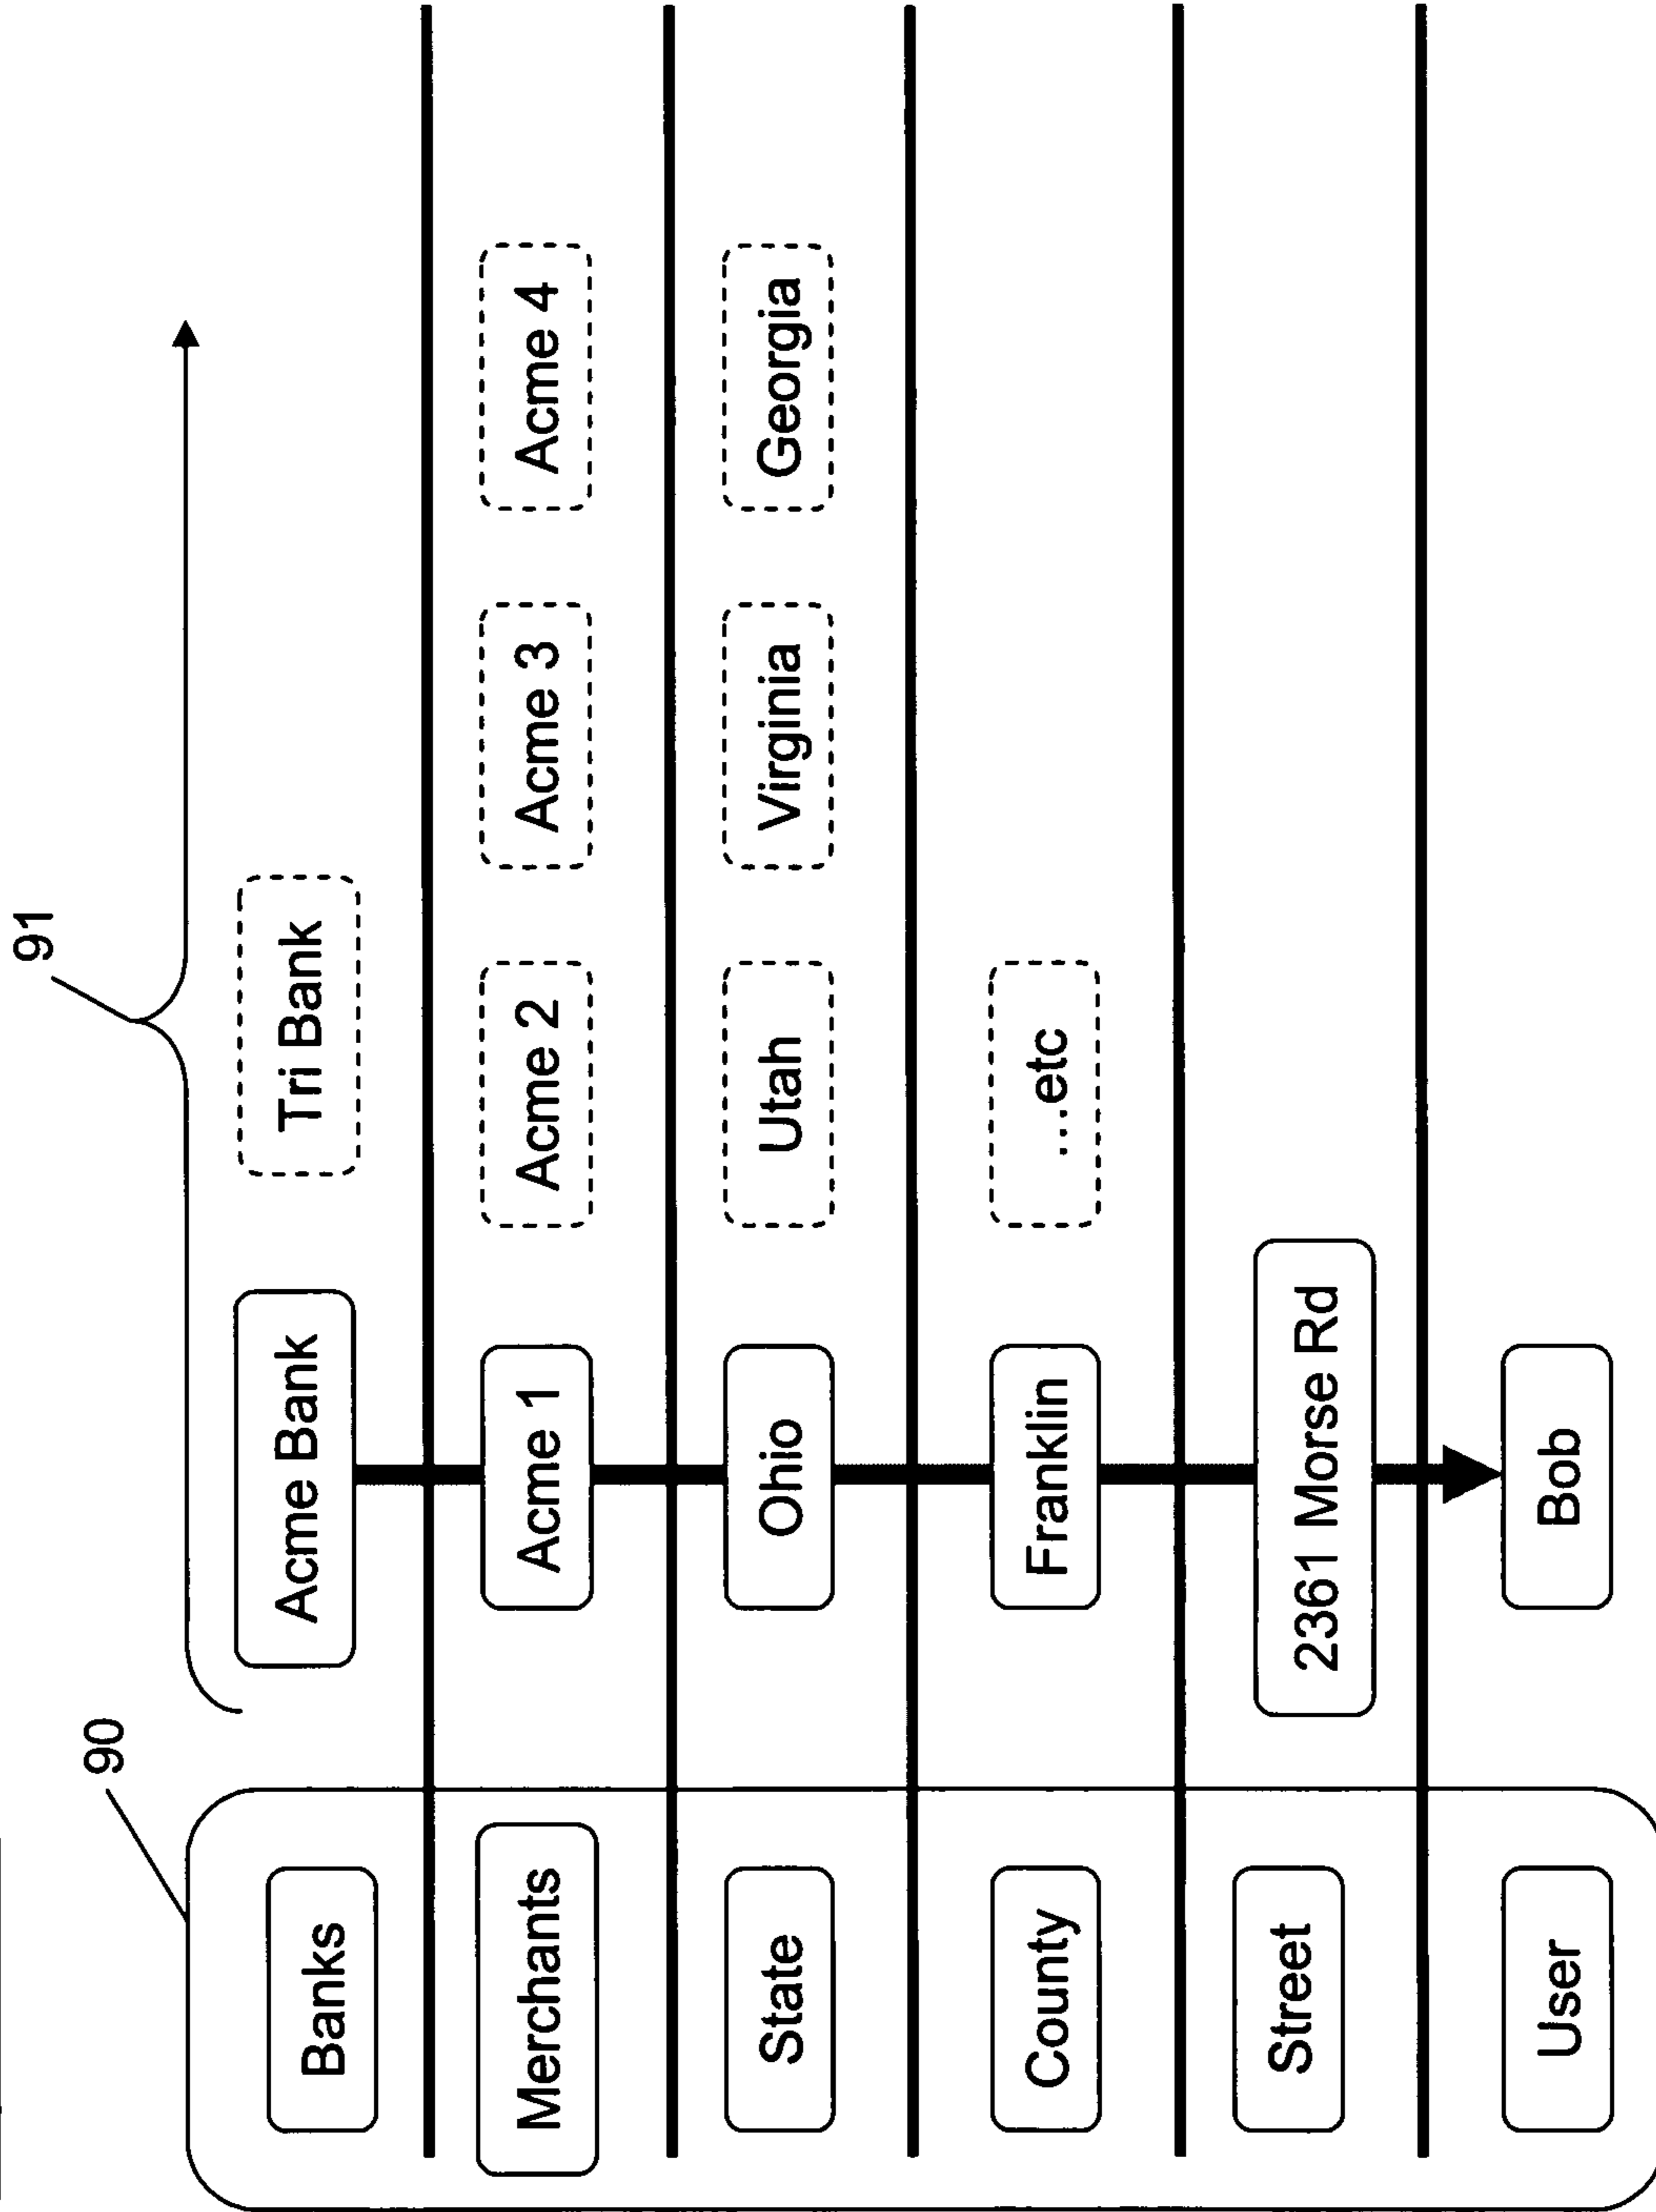 91
90
Banks
Acme Bank
Tri Bank
Merchants
Acme 1
Acme 2
Acme 3
Acme 4
State
Ohio
Utah
Virginia
Georgia
County
Franklin
...etc
Street
2361 Morse Rd
User
Bob